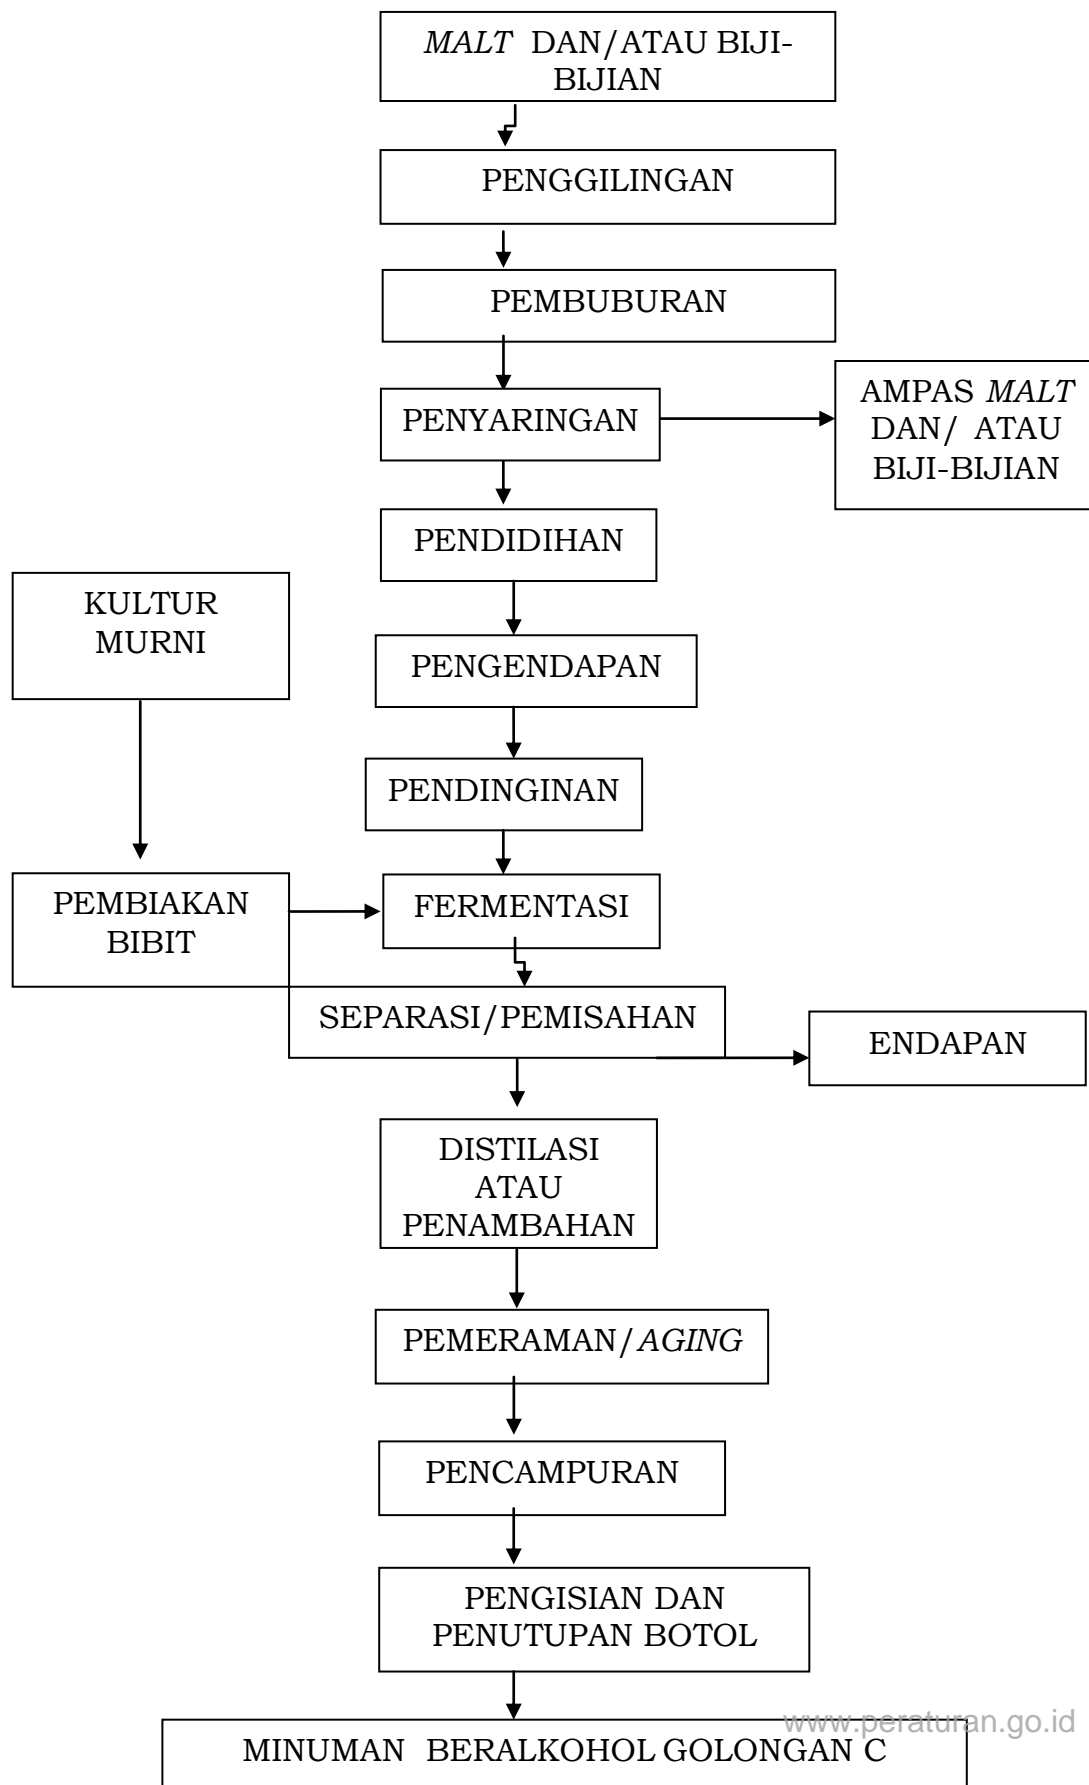 MALT DAN/ATAU BIJI-
BIJIAN
PENGGILINGAN
PEMBUBURAN
PENYARINGAN
AMPAS MALT
DAN/ ATAU
BIJI-BIJIAN
PENDIDIHAN
KULTUR
MURNI
PENGENDAPAN
PENDINGINAN
PEMBIAKAN
BIBIT
FERMENTASI
SEPARASI/PEMISAHAN
ENDAPAN
DISTILASI
ATAU
PENAMBAHAN
PEMERAMAN/AGING
PENCAMPURAN
PENGISIAN DAN
PENUTUPAN BOTOL
www.peraturan.go.id
MINUMAN BERALKOHOL GOLONGAN C